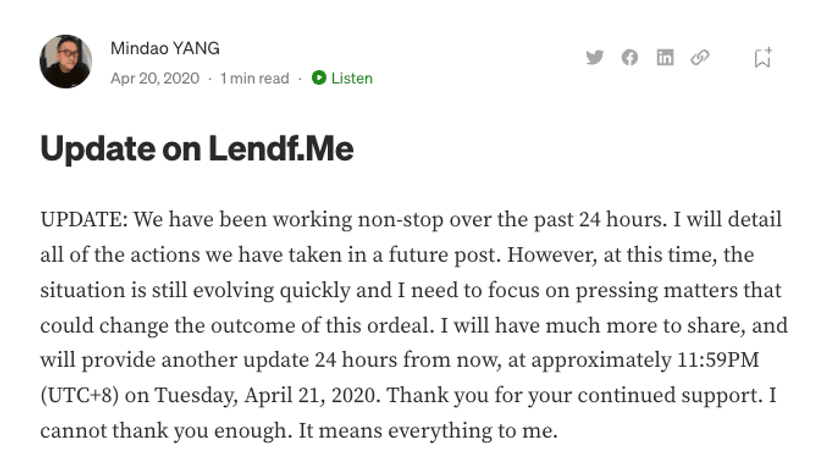 Mindao YANG
Apr 20, 2020 · 1 min read · Listen
Update on Lendf.Me
UPDATE: We have been working non-stop over the past 24 hours. I will detail
all of the actions we have taken in a future post. However, at this time, the
situation is still evolving quickly and I need to focus on pressing matters that
could change the outcome of this ordeal. I will have much more to share, and
will provide another update 24 hours from now, at approximately 11:59PM
(UTC+8) on Tuesday, April 21, 2020. Thank you for your continued support. I
cannot thank you enough. It means everything to me.